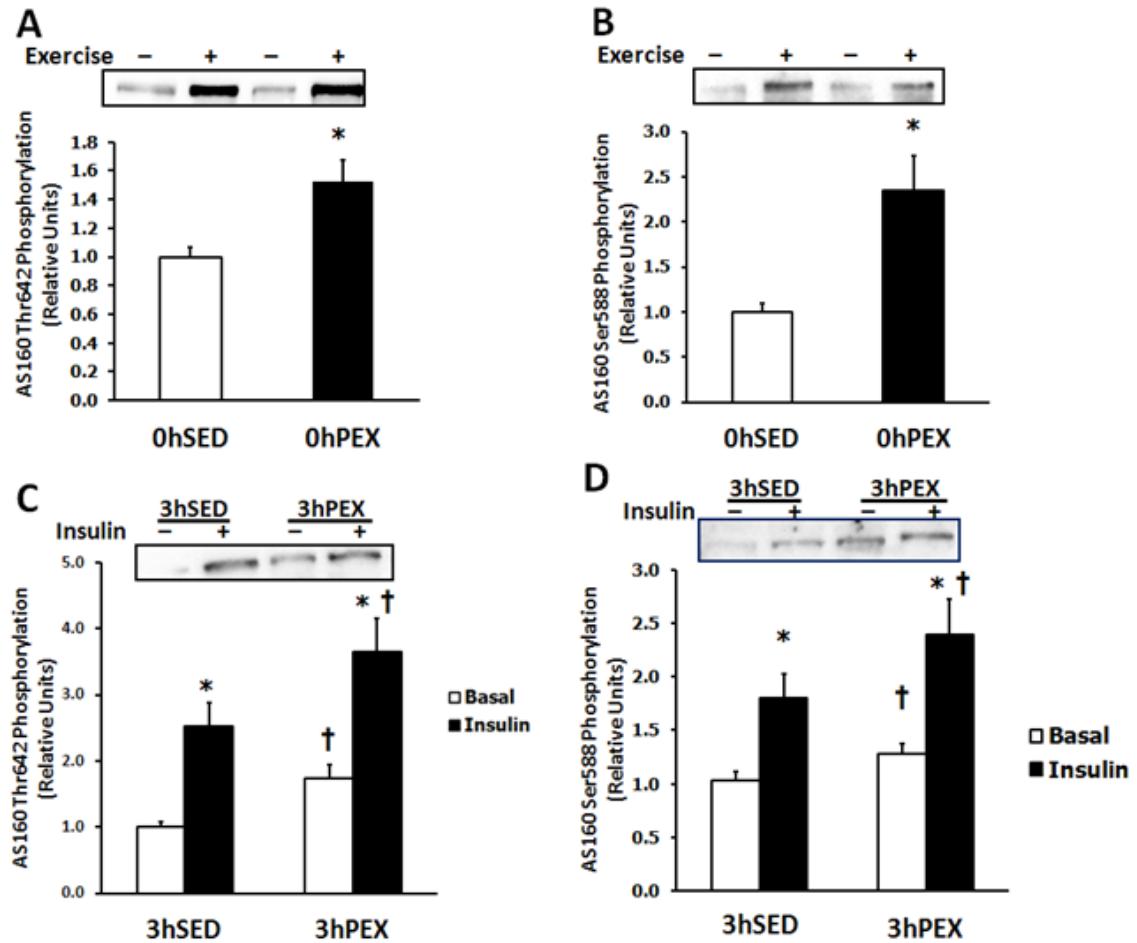 A
Exercise − + − +
AS160 Thr642 Phosphorylation
(Relative Units)
1.8
1.6
1.4
1.2
1.0
0.8
0.6
0.4
0.2
0.0
*
0hSED 0hPEX
B
Exercise − + − +
AS160 Ser588 Phosphorylation
(Relative Units)
3.0
2.5
2.0
1.5
1.0
0.5
0.0
*
0hSED 0hPEX
C
3hSED 3hPEX
Insulin − + − +
AS160 Thr642 Phosphorylation
(Relative Units)
5.0
4.0
3.0
2.0
1.0
0.0
*
†
* †
Basal
Insulin
3hSED 3hPEX
D
3hSED 3hPEX
Insulin − + − +
AS160 Ser588 Phosphorylation
(Relative Units)
3.0
2.5
2.0
1.5
1.0
0.5
0.0
*
†
* †
Basal
Insulin
3hSED 3hPEX